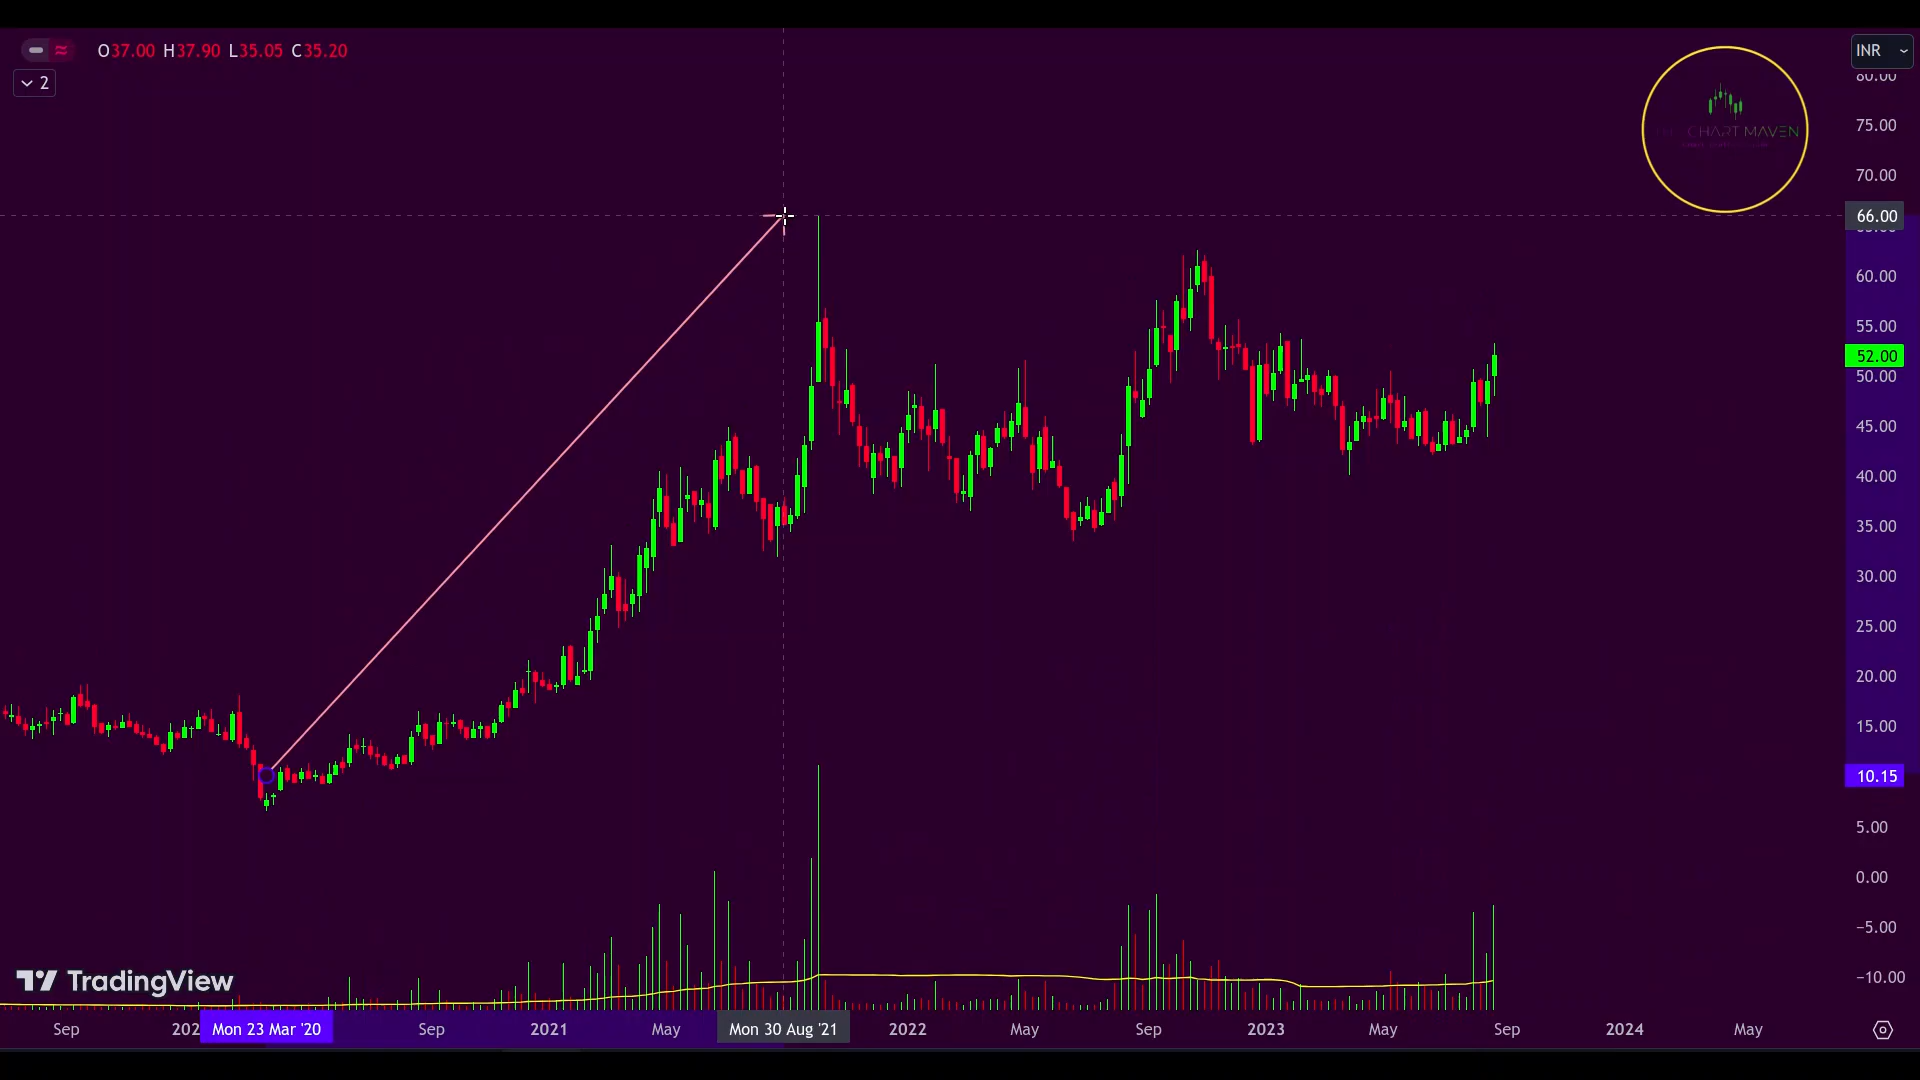 O37.00 H37.90 L35.05 C35.20
2
INR
80.00
CHART MAVEN
75.00
70.00
66.00
60.00
55.00
52.00
50.00
45.00
40.00
35.00
30.00
25.00
20.00
15.00
10.15
5.00
0.00
−5.00
−10.00
TradingView
Sep
202
Mon 23 Mar '20
Sep
2021
May
Mon 30 Aug '21
2022
May
Sep
2023
May
Sep
2024
May